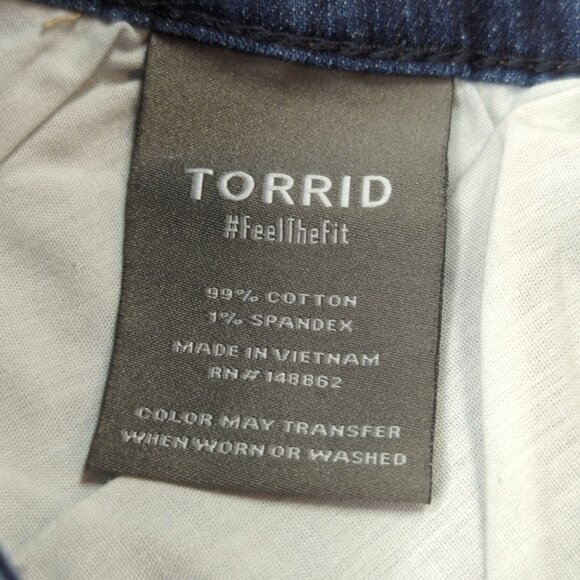 TORRID
#FeelTheFit
99% COTTON
1% SPANDEX
MADE IN VIETNAM
RN# 148862
COLOR MAY TRANSFER
WHEN WORN OR WASHED